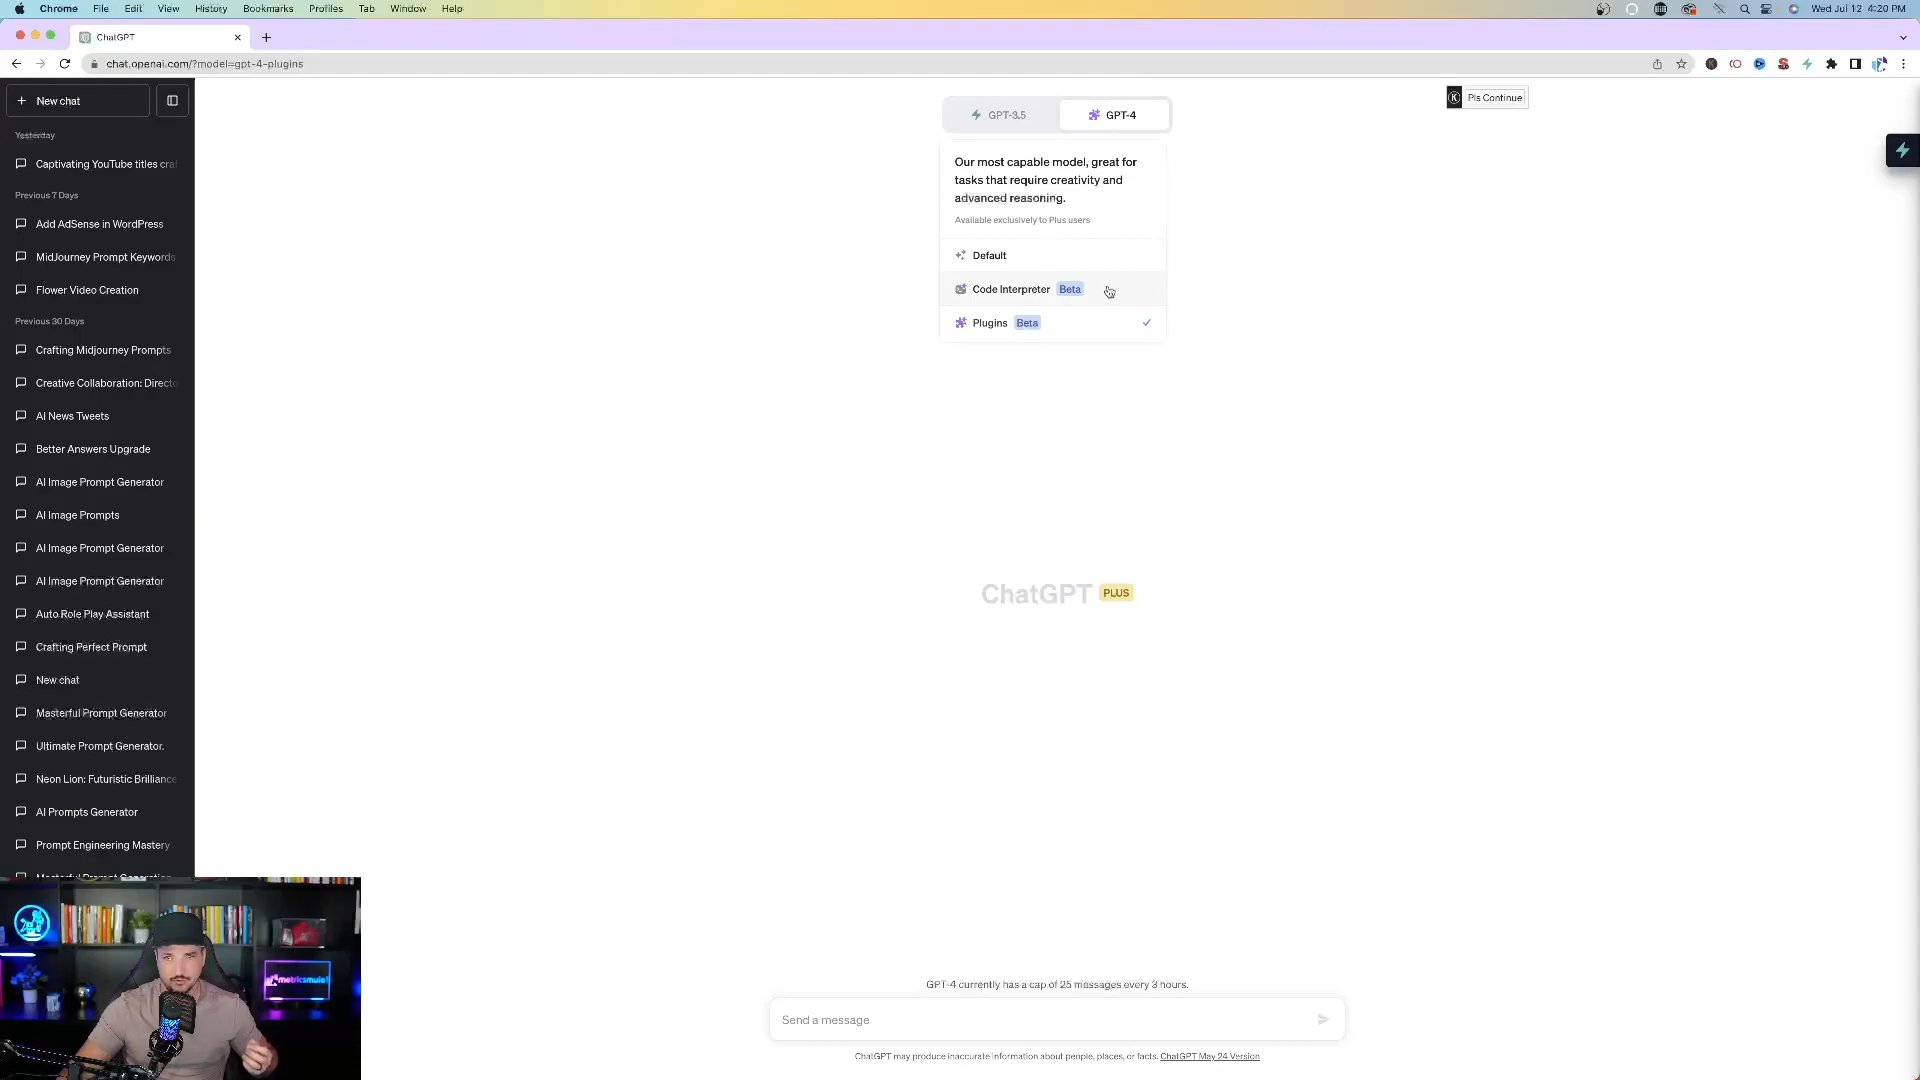 Chrome File Edit View History Bookmarks Profiles Tab Window Help Wed Jul 12 4:20 PM
ChatGPT
chat.openai.com/?model=gpt-4-plugins
New chat
Yesterday
Captivating YouTube titles cra
Previous 7 Days
Add AdSense in WordPress
MidJourney Prompt Keywords
Flower Video Creation
Previous 30 Days
Crafting Midjourney Prompts
Creative Collaboration: Directo
AI News Tweets
Better Answers Upgrade
AI Image Prompt Generator
AI Image Prompts
AI Image Prompt Generator
AI Image Prompt Generator
Auto Role Play Assistant
Crafting Perfect Prompt
New chat
Masterful Prompt Generator
Ultimate Prompt Generator.
Neon Lion: Futuristic Brilliance
AI Prompts Generator
Prompt Engineering Mastery
GPT-3.5 GPT-4
Our most capable model, great for
tasks that require creativity and
advanced reasoning.
Available exclusively to Plus users
Default
Code Interpreter Beta
Plugins Beta
K Pls Continue
ChatGPT PLUS
GPT-4 currently has a cap of 25 messages every 3 hours.
Send a message
ChatGPT may produce inaccurate information about people, places, or facts. ChatGPT May 24 Version